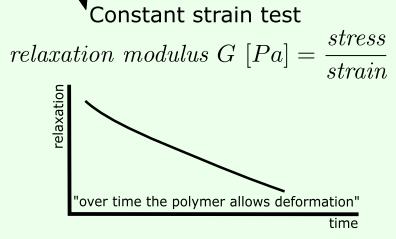 Constant strain test
relaxation modulus G [Pa] = stress / strain
relaxation
"over time the polymer allows deformation"
time